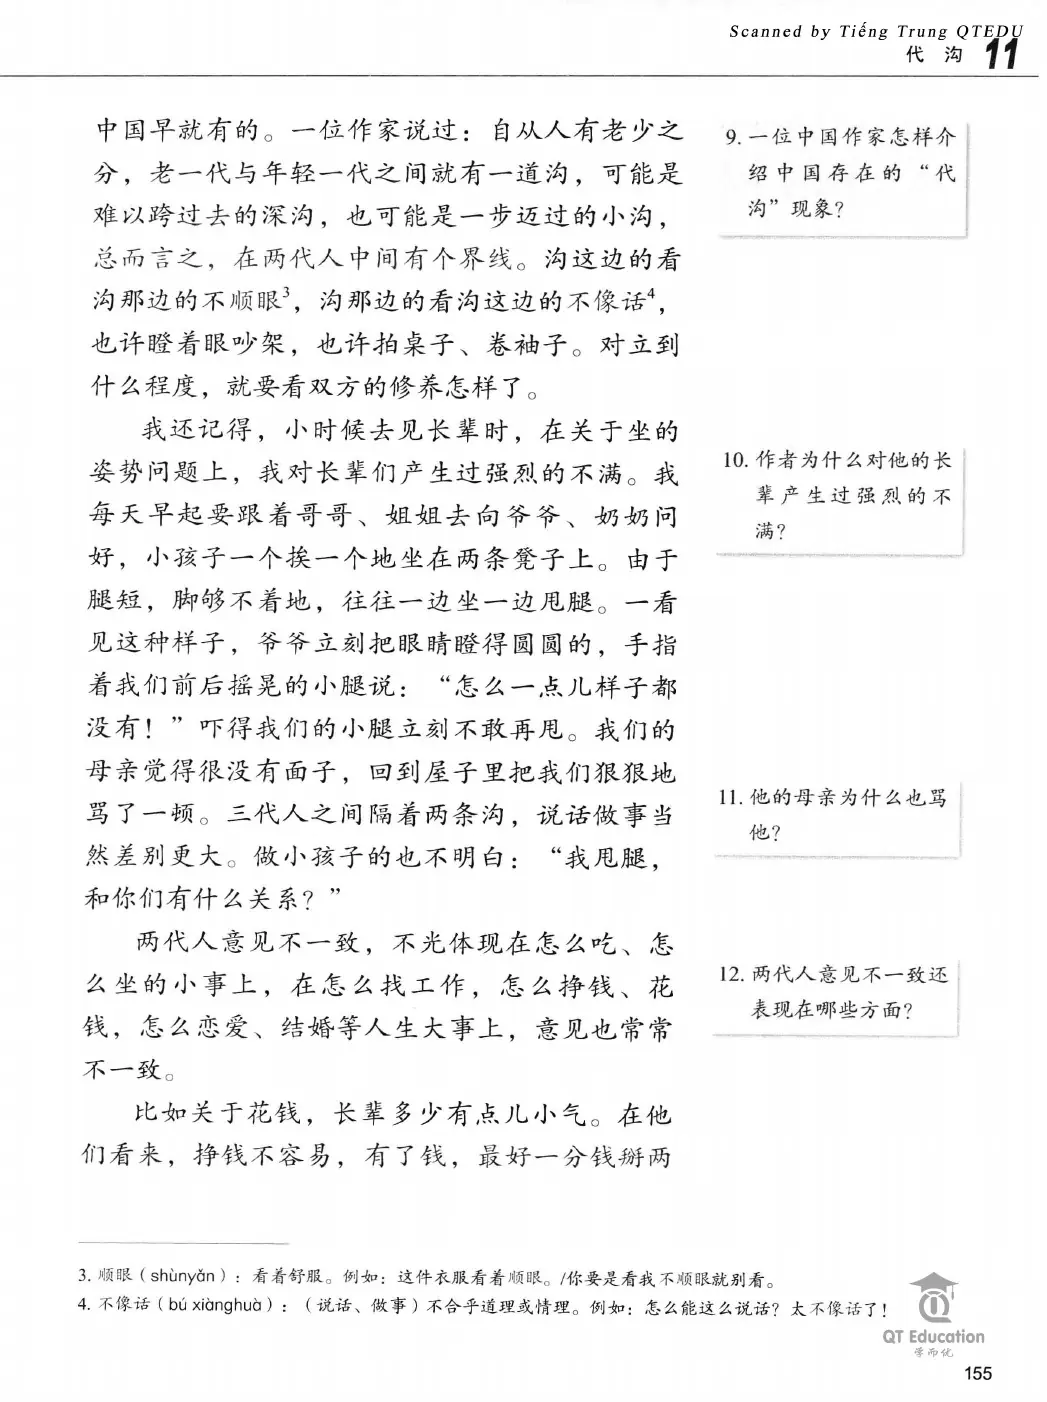 Scanned by Tiếng Trung QTEDU
代 沟 11
中国早就有的。一位作家说过：自从人有老少之
分，老一代与年轻一代之间就有一道沟，可能是
难以跨过去的深沟，也可能是一步迈过的小沟，
总而言之，在两代人中间有个界线。沟这边的看
沟那边的不顺眼3，沟那边的看沟这边的不像话4，
也许瞪着眼吵架，也许拍桌子、卷袖子。对立到
什么程度，就要看双方的修养怎样了。
我还记得，小时候去见长辈时，在关于坐的
姿势问题上，我对长辈们产生过强烈的不满。我
每天早起要跟着哥哥、姐姐去向爷爷、奶奶问
好，小孩子一个挨一个地坐在两条凳子上。由于
腿短，脚够不着地，往往一边坐一边甩腿。一看
见这种样子，爷爷立刻把眼睛瞪得圆圆的，手指
着我们前后摇晃的小腿说：“怎么一点儿样子都
没有！”吓得我们的小腿立刻不敢再甩。我们的
母亲觉得很没有面子，回到屋子里把我们狠狠地
骂了一顿。三代人之间隔着两条沟，说话做事当
然差别更大。做小孩子的也不明白：“我甩腿，
和你们有什么关系？”
两代人意见不一致，不光体现在怎么吃、怎
么坐的小事上，在怎么找工作，怎么挣钱、花
钱，怎么恋爱、结婚等人生大事上，意见也常常
不一致。
比如关于花钱，长辈多少有点儿小气。在他
们看来，挣钱不容易，有了钱，最好一分钱掰两
9. 一位中国作家怎样介
绍中国存在的“代
沟”现象？
10. 作者为什么对他的长
辈产生过强烈的不
满？
11. 他的母亲为什么也骂
他？
12. 两代人意见不一致还
表现在哪些方面？
3. 顺眼（shùnyǎn）：看着舒服。例如：这件衣服看着顺眼。/你要是看我不顺眼就别看。
4. 不像话（bú xiànghuà）：（说话、做事）不合乎道理或情理。例如：怎么能这么说话？太不像话了！
QT Education
学而优
155